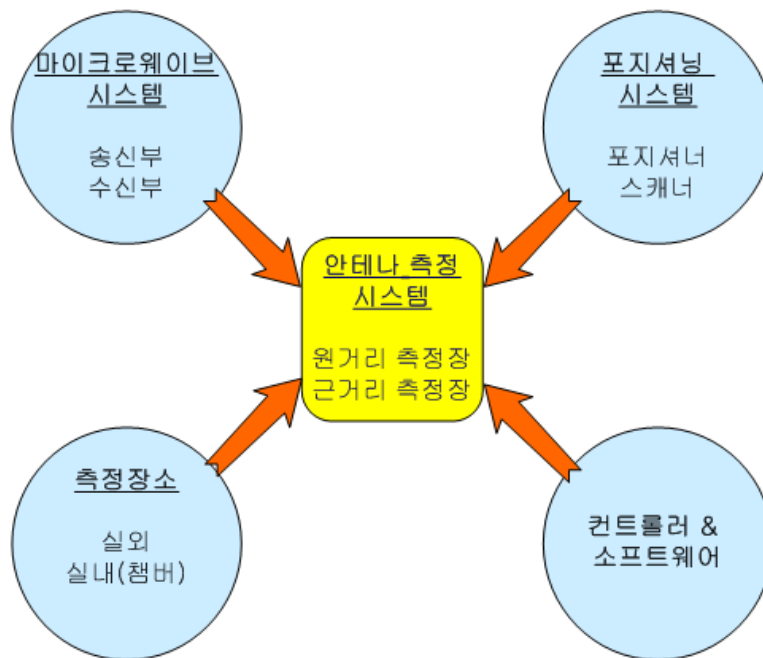 마이크로웨이브
시스템
송신부
수신부
포지셔닝
시스템
포지셔너
스캐너
안테나 측정
시스템
원거리 측정장
근거리 측정장
측정장소
실외
실내(챔버)
컨트롤러 &
소프트웨어